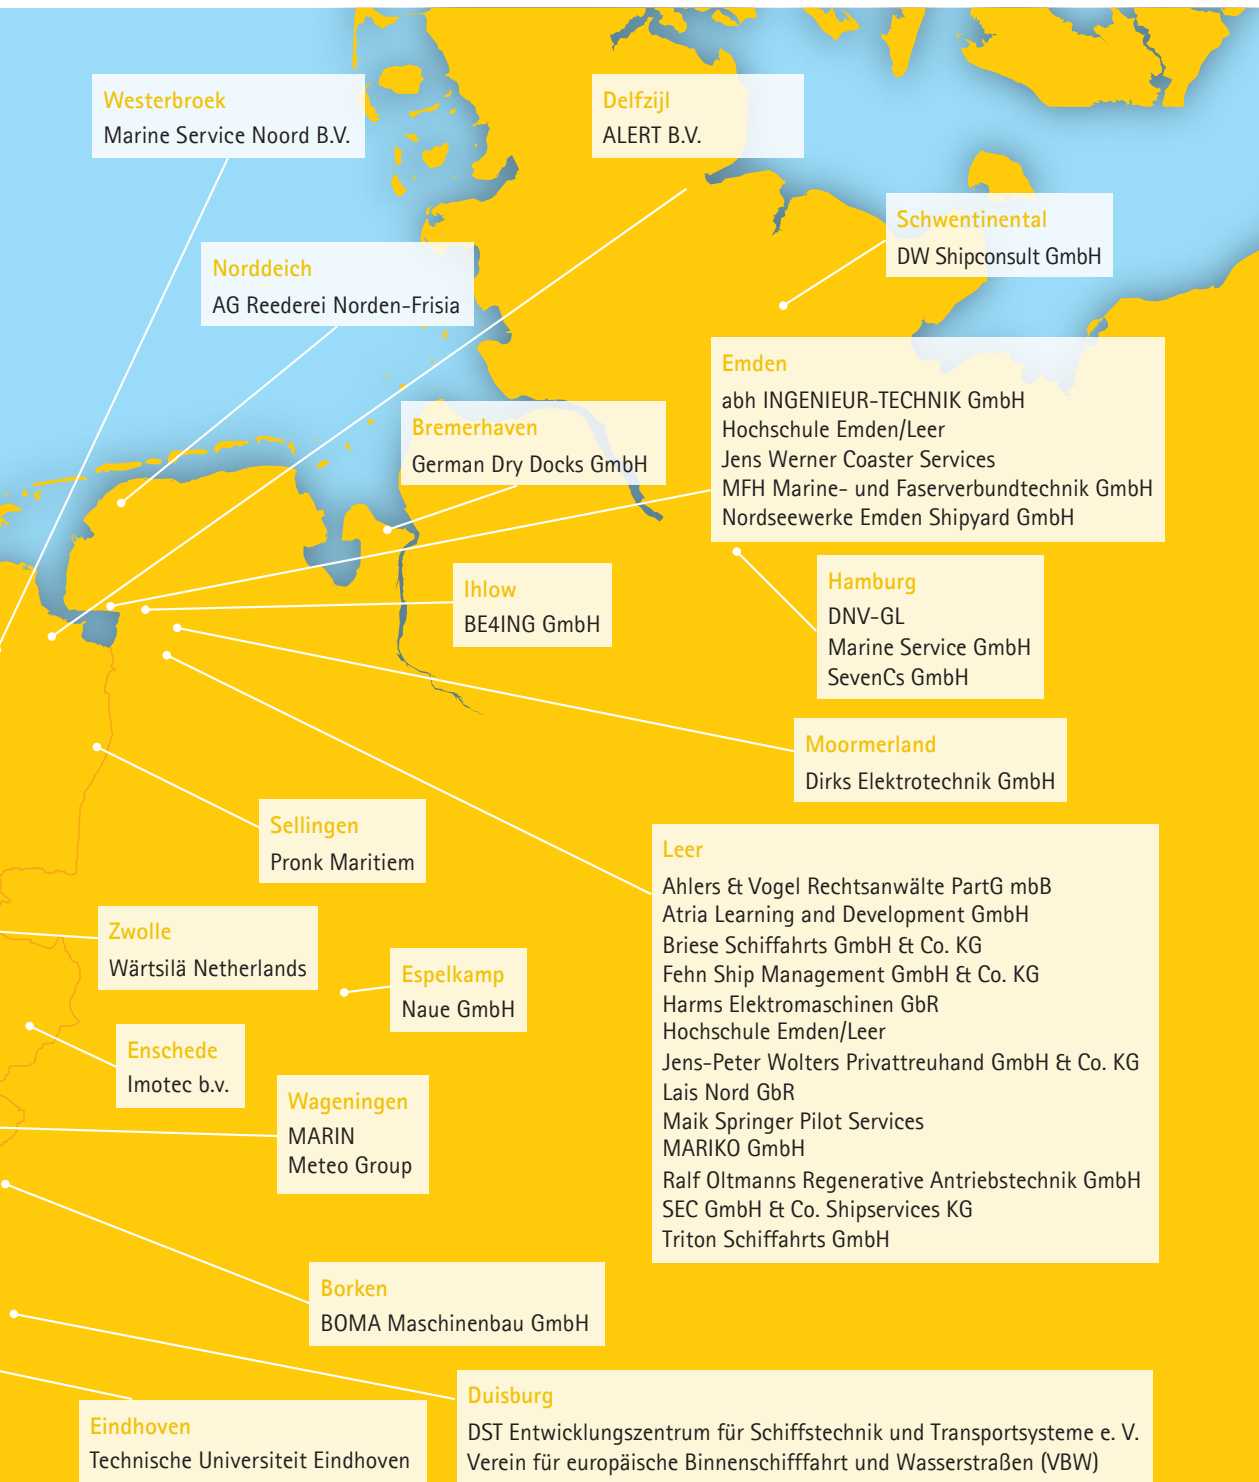 Westerbroek
Marine Service Noord B.V.
Delfzijl
ALERT B.V.
Schwentinental
DW Shipconsult GmbH
Norddeich
AG Reederei Norden-Frisia
Emden
abh INGENIEUR-TECHNIK GmbH
Hochschule Emden/Leer
Jens Werner Coaster Services
MFH Marine- und Faserverbundtechnik GmbH
Nordseewerke Emden Shipyard GmbH
Bremerhaven
German Dry Docks GmbH
Ihlow
BE4ING GmbH
Hamburg
DNV-GL
Marine Service GmbH
SevenCs GmbH
Moormerland
Dirks Elektrotechnik GmbH
Sellingen
Pronk Maritiem
Leer
Ahlers & Vogel Rechtsanwälte PartG mbB
Atria Learning and Development GmbH
Briese Schiffahrts GmbH & Co. KG
Fehn Ship Management GmbH & Co. KG
Harms Elektromaschinen GbR
Hochschule Emden/Leer
Jens-Peter Wolters Privattreuhand GmbH & Co. KG
Lais Nord GbR
Maik Springer Pilot Services
MARIKO GmbH
Ralf Oltmanns Regenerative Antriebstechnik GmbH
SEC GmbH & Co. Shipservices KG
Triton Schiffahrts GmbH
Zwolle
Wärtsilä Netherlands
Espelkamp
Naue GmbH
Enschede
Imotec b.v.
Wageningen
MARIN
Meteo Group
Borken
BOMA Maschinenbau GmbH
Duisburg
DST Entwicklungszentrum für Schiffstechnik und Transportsysteme e. V.
Verein für europäische Binnenschifffahrt und Wasserstraßen (VBW)
Eindhoven
Technische Universiteit Eindhoven